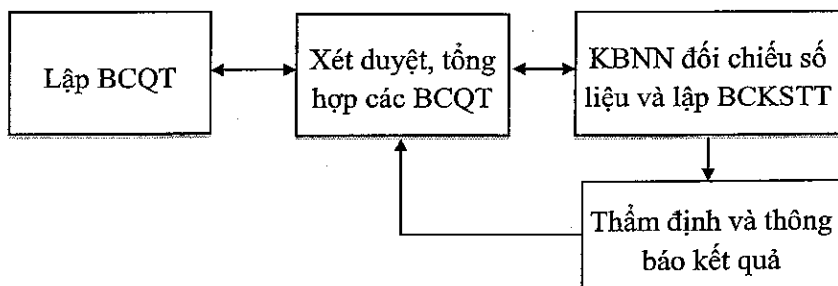 Lập BCQT
Xét duyệt, tổng
hợp các BCQT
KBNN đối chiếu số
liệu và lập BCKSTT
Thẩm định và thông
báo kết quả